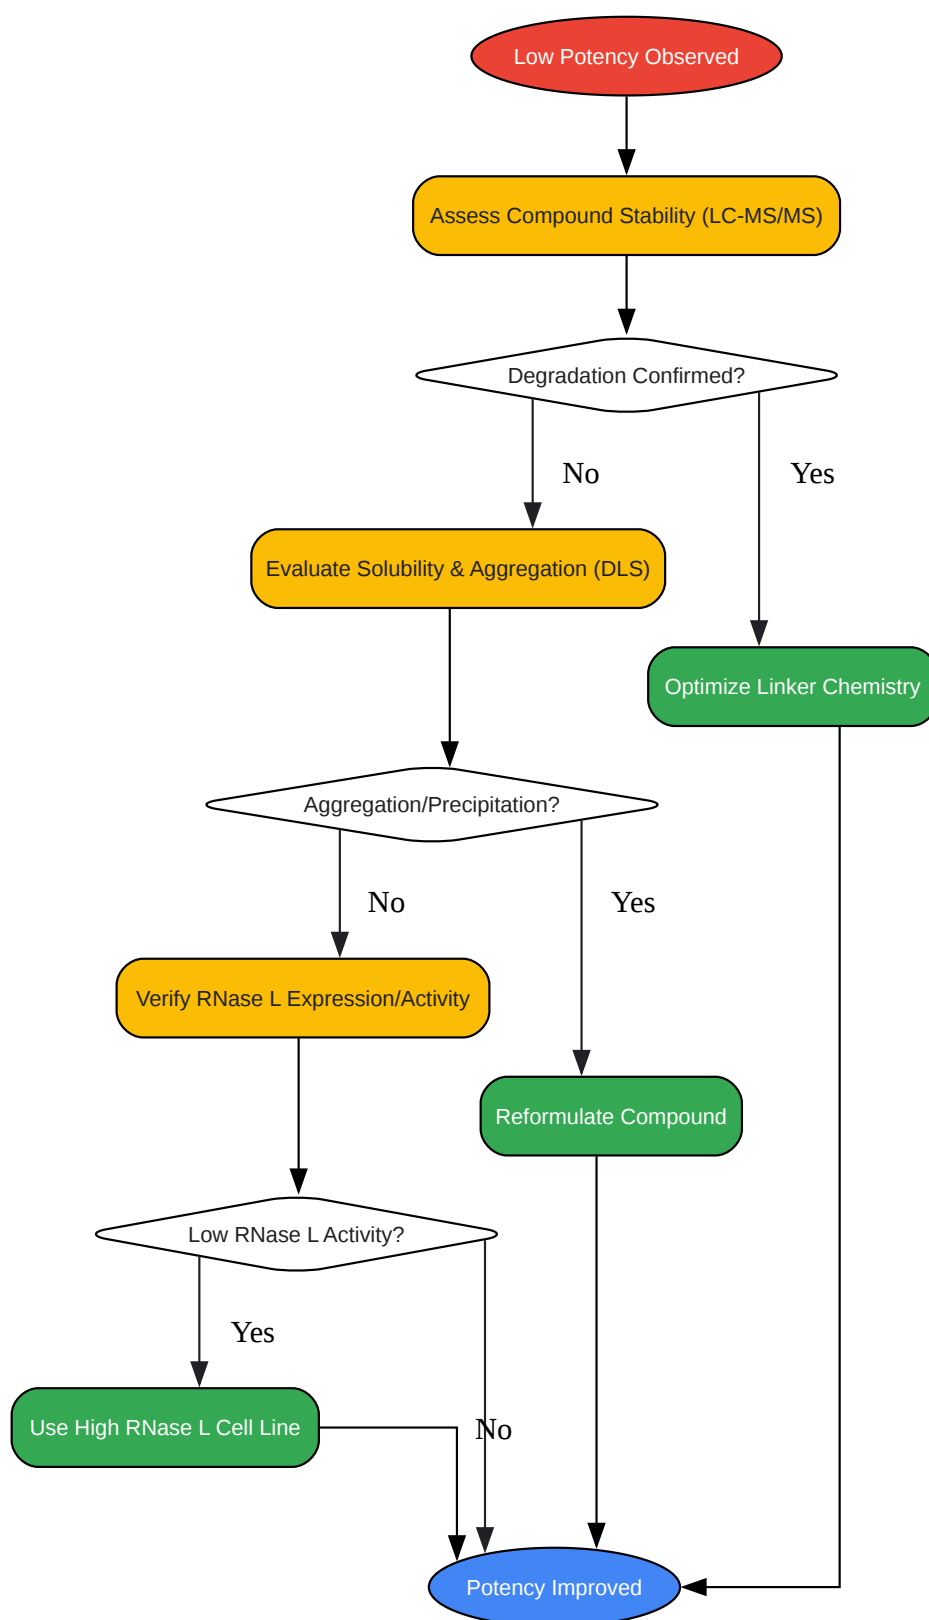 Low Potency Observed
Assess Compound Stability (LC-MS/MS)
Degradation Confirmed?
No
Yes
Evaluate Solubility & Aggregation (DLS)
Optimize Linker Chemistry
Aggregation/Precipitation?
No
Yes
Verify RNase L Expression/Activity
Reformulate Compound
Low RNase L Activity?
Yes
Use High RNase L Cell Line
No
Potency Improved